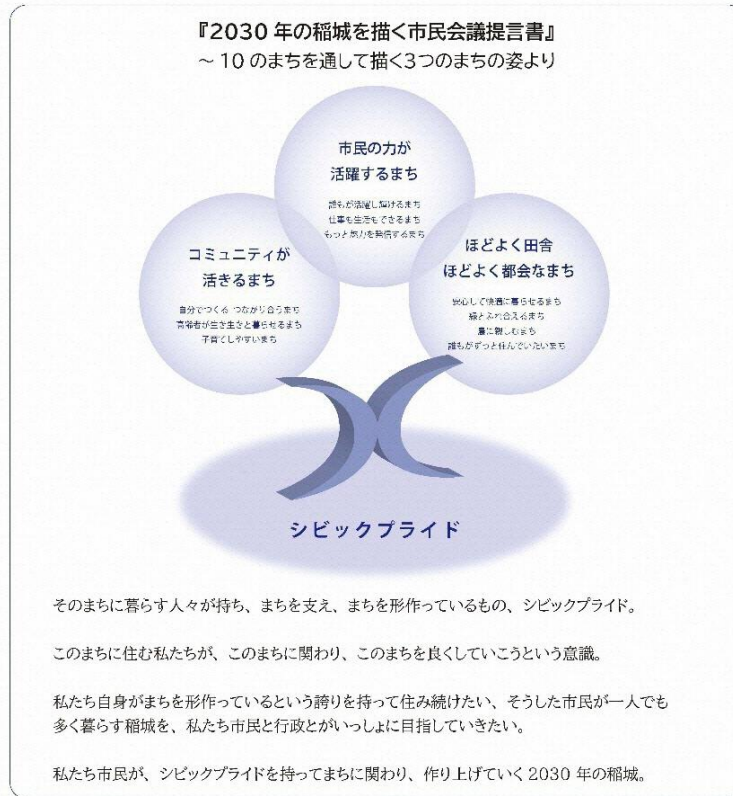 『2030 年の稲城を描く市民会議提言書』
～ 10 のまちを通して描く3つのまちの姿より
市民の力が
活躍するまち
誰もが活躍し輝けるまち
仕事も生活もできるまち
もっと魅力を発信するまち
コミュニティが
活きるまち
自分でつくる つながり合うまち
高齢者が生き生きと暮らせるまち
子育てしやすいまち
ほどよく田舎
ほどよく都会なまち
安心して快適に暮らせるまち
緑とふれ合えるまち
農に親しむまち
誰もがずっと住んでいたいまち
シビックプライド
そのまちに暮らす人々が持ち、まちを支え、まちを形作っているもの、シビックプライド。
このまちに住む私たちが、このまちに関わり、このまちを良くしていこうという意識。
私たち自身がまちを形作っているという誇りを持って住み続けたい、そうした市民が一人でも
多く暮らす稲城を、私たち市民と行政とがいっしょに目指していきたい。
私たち市民が、シビックプライドを持ってまちに関わり、作り上げていく2030 年の稲城。